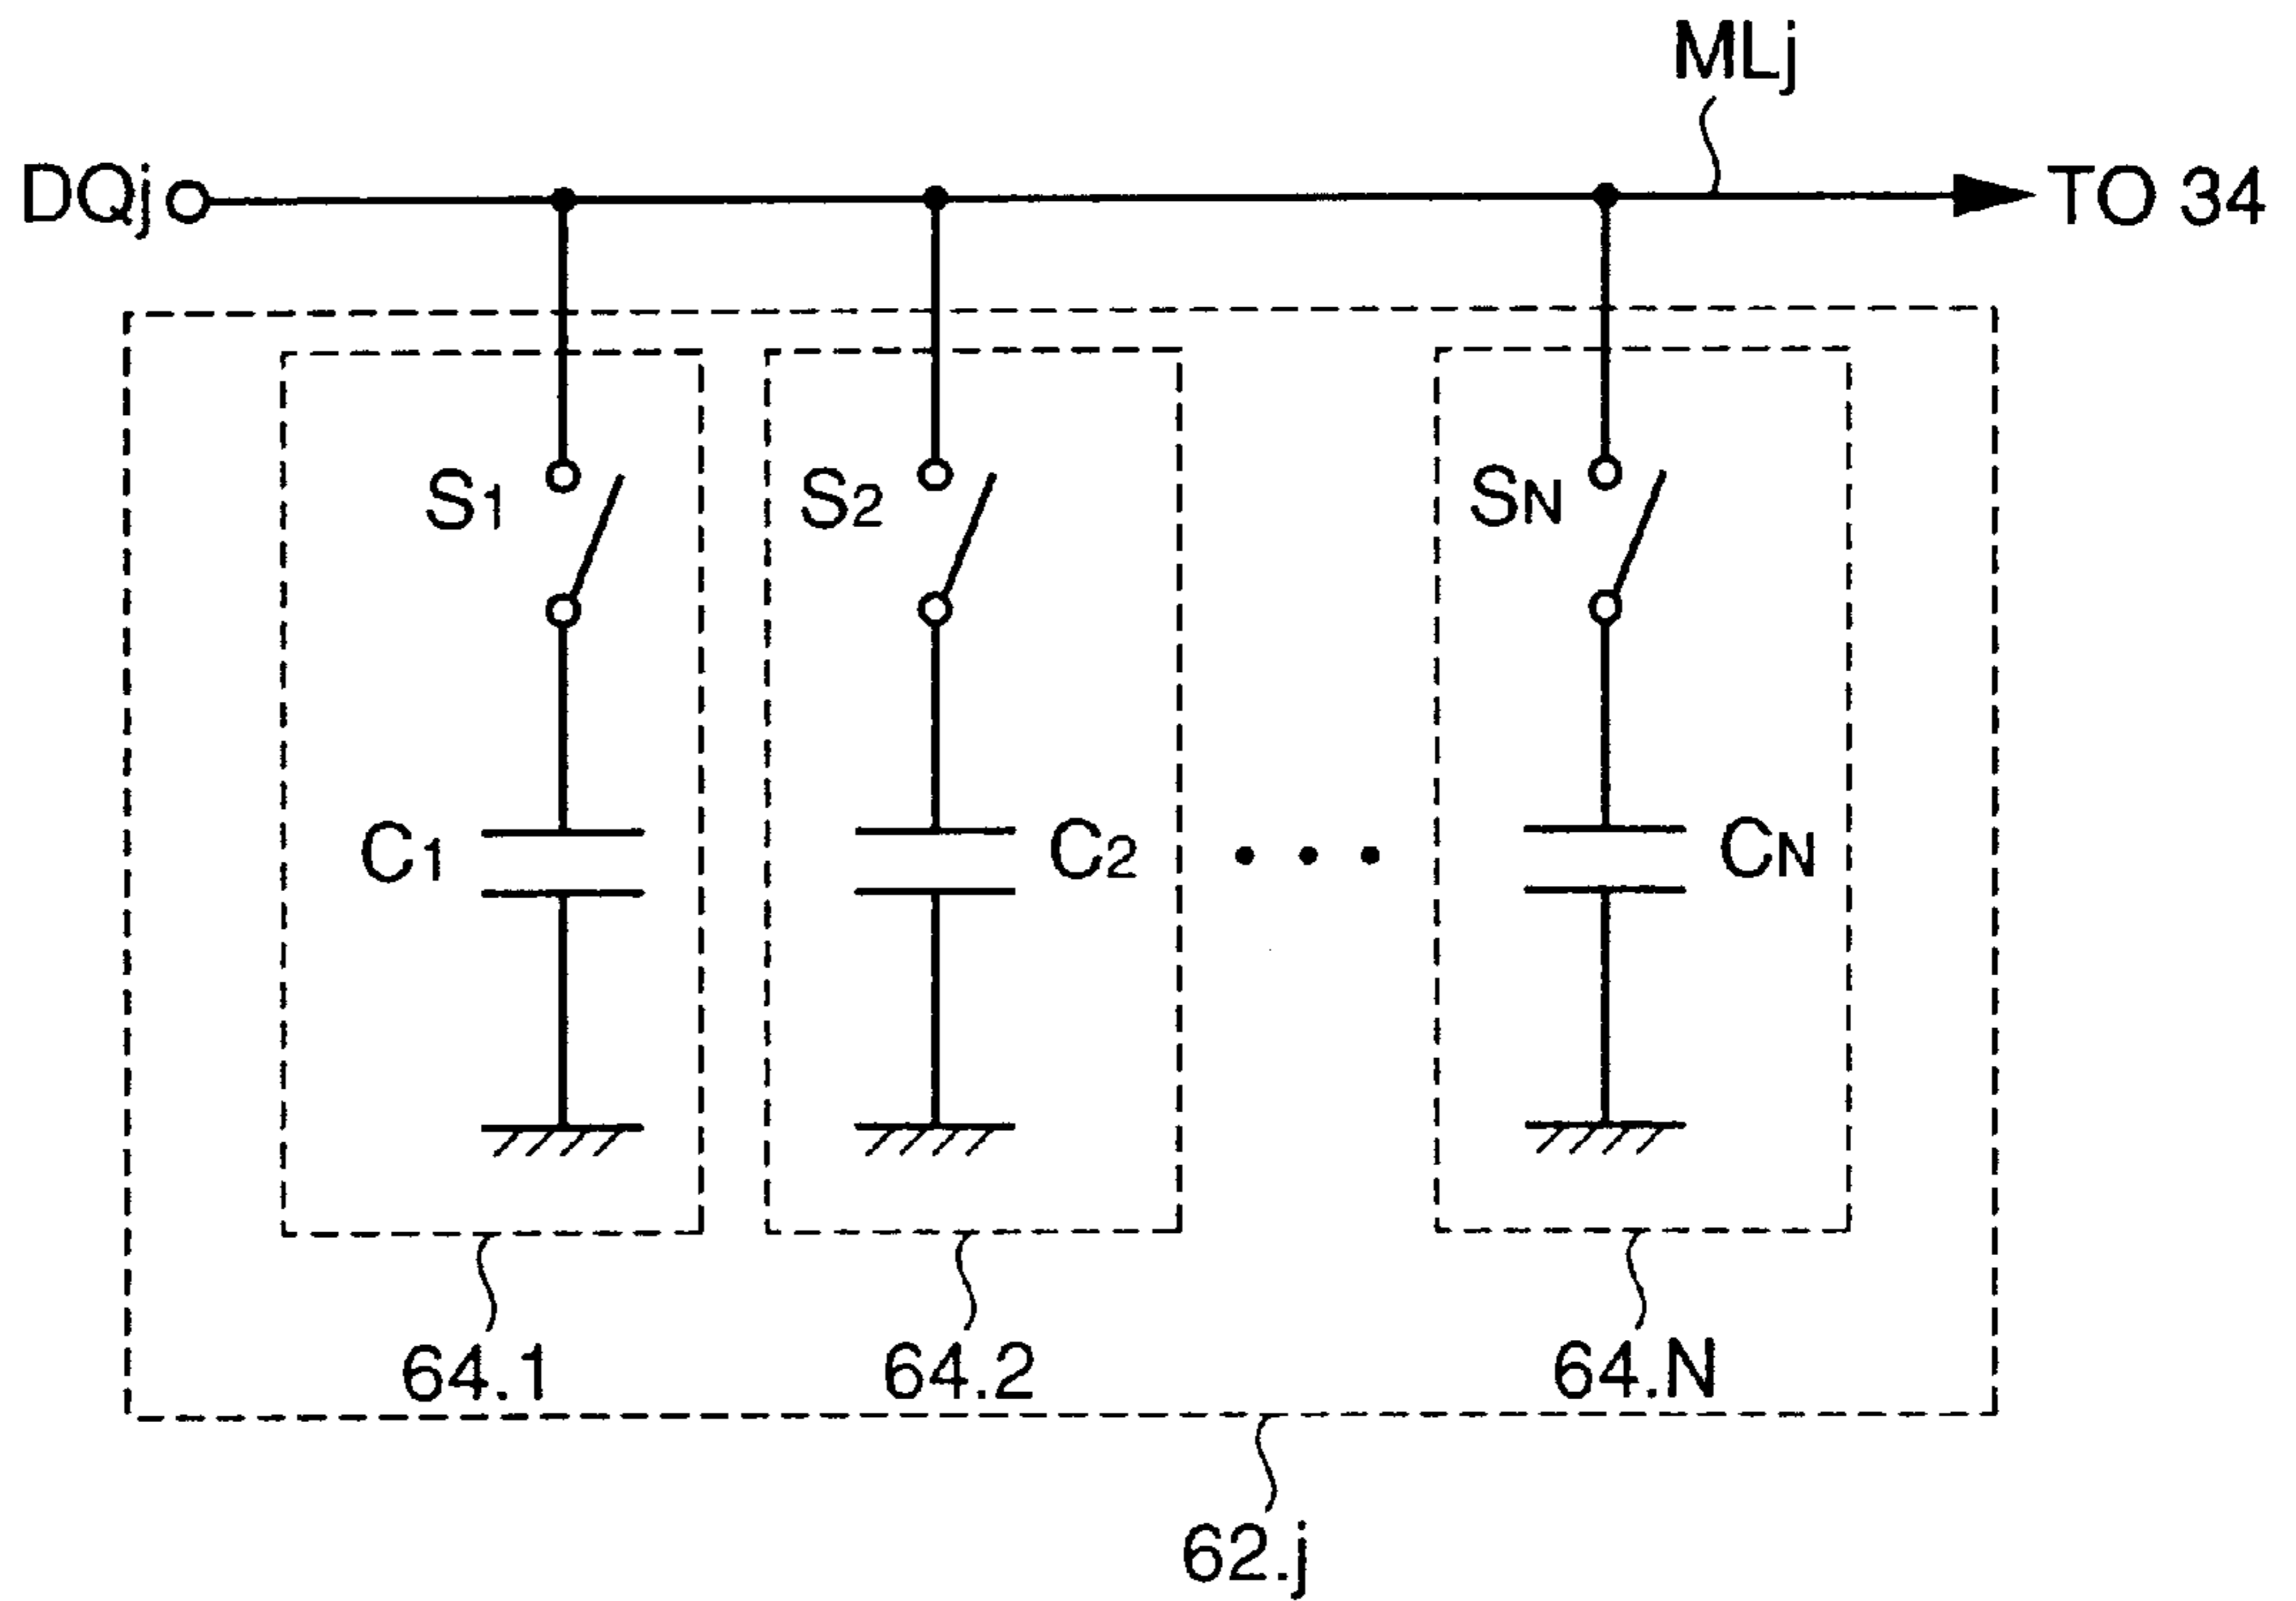 MLj
DQj
TO 34
S1
S2
SN
C1
C2
• • •
CN
64.1
64.2
64.N
62.j